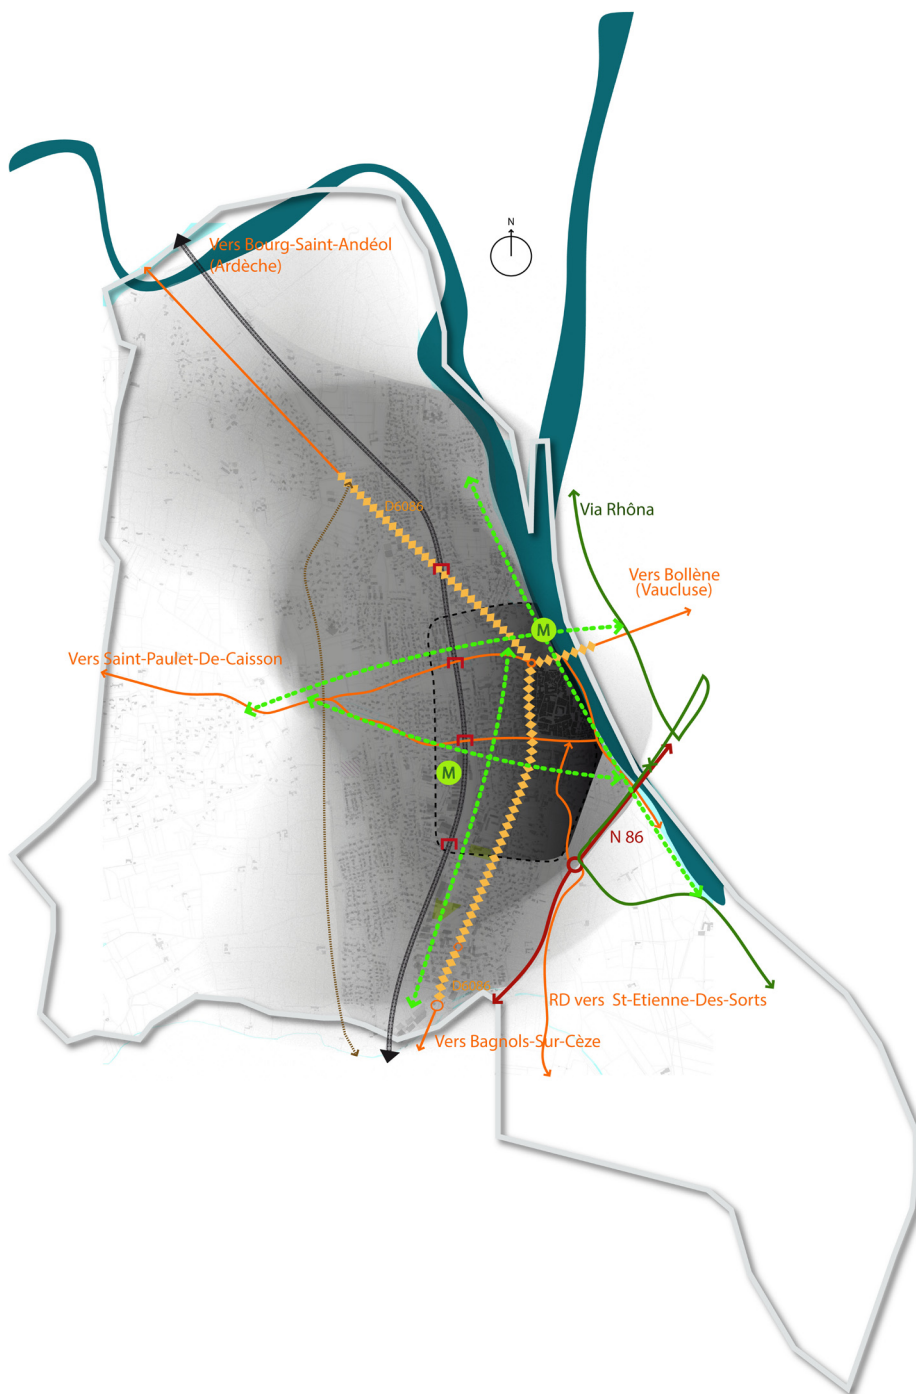 N
Vers Bourg-Saint-Andéol
(Ardèche)
D6086
Via Rhôna
Vers Bollène
(Vaucluse)
M
Vers Saint-Paulet-De-Caisson
M
N 86
D6086
RD vers St-Etienne-Des-Sorts
Vers Bagnols-Sur-Cèze